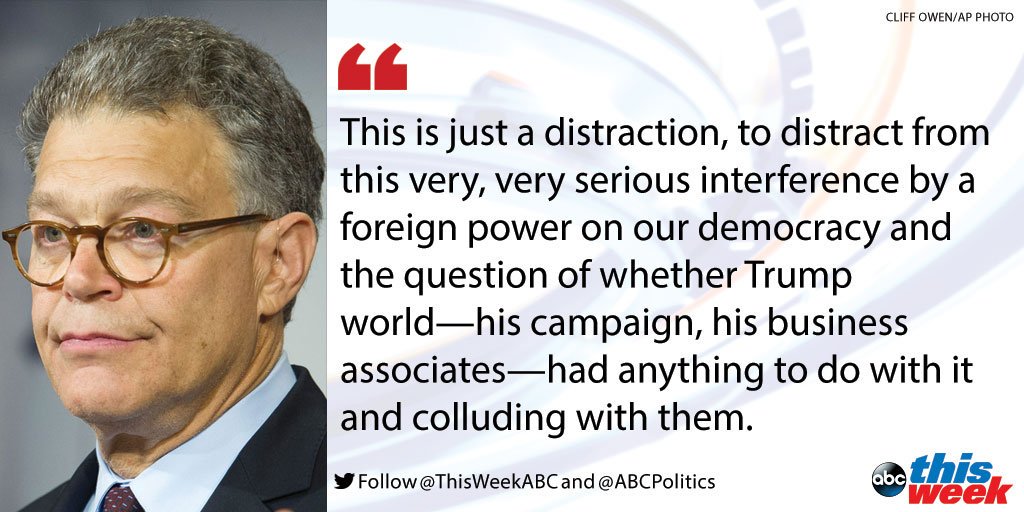 CLIFF OWEN/AP PHOTO
“
This is just a distraction, to distract from
this very, very serious interference by a
foreign power on our democracy and
the question of whether Trump
world—his campaign, his business
associates—had anything to do with it
and colluding with them.
Follow @ThisWeekABC and @ABCPolitics
abc this
week